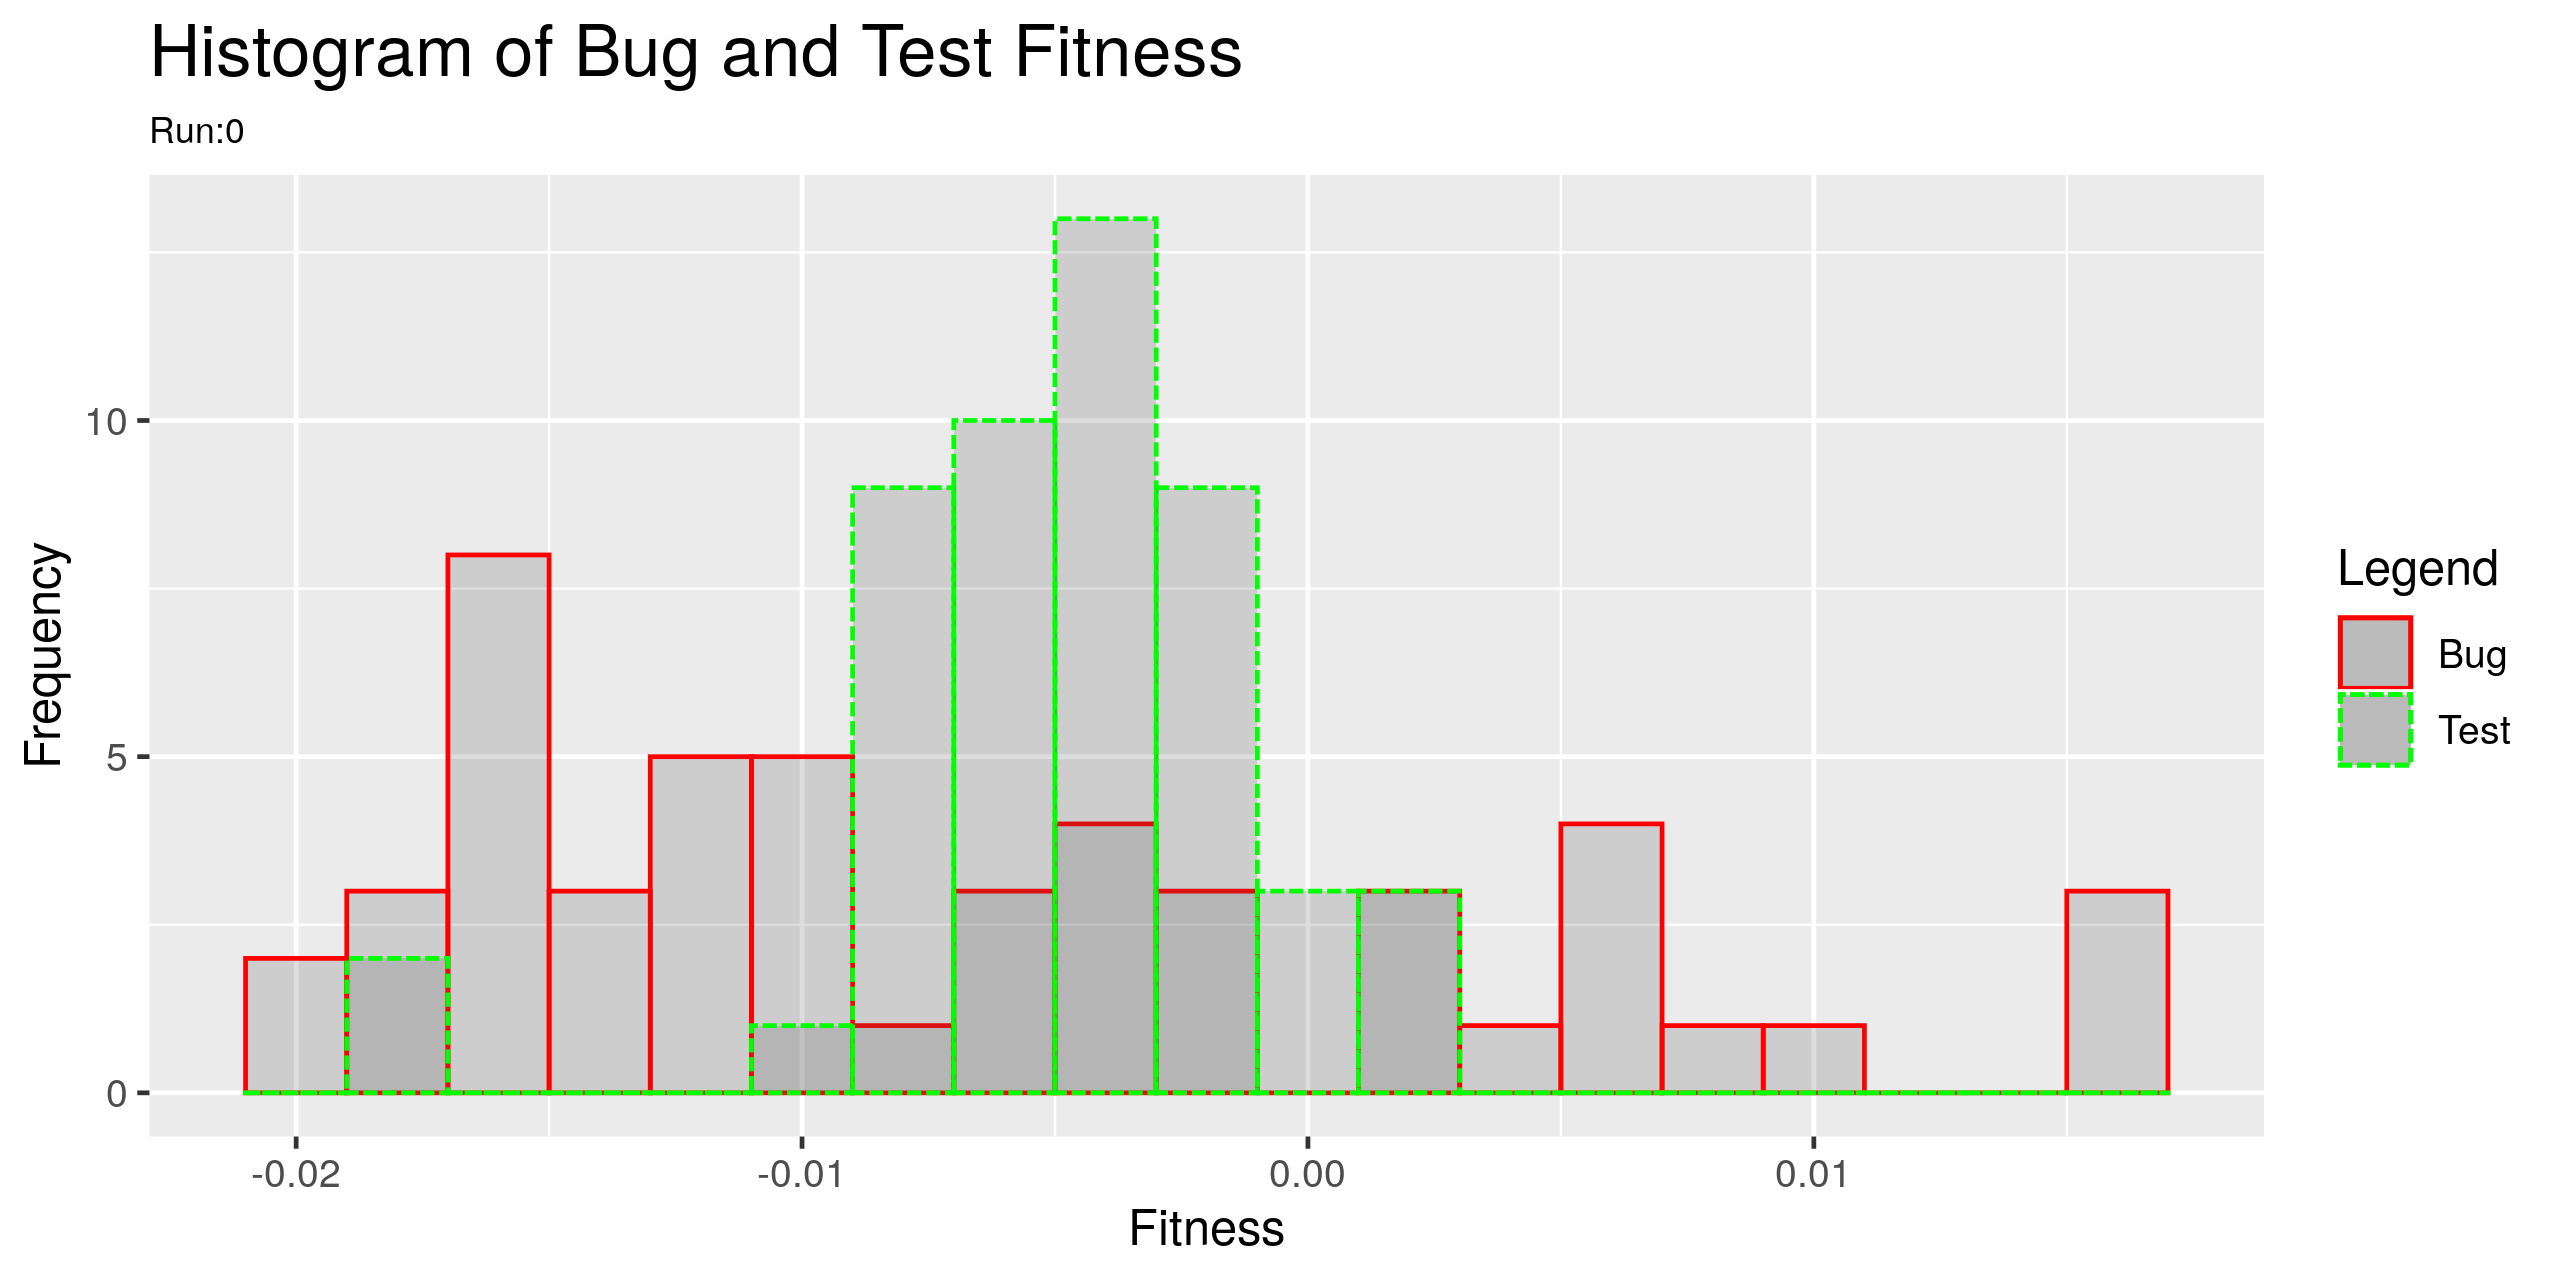 Histogram of Bug and Test Fitness
Run:0
Frequency
10
5
0
-0.02
-0.01
0.00
0.01
Fitness
Legend
Bug
Test